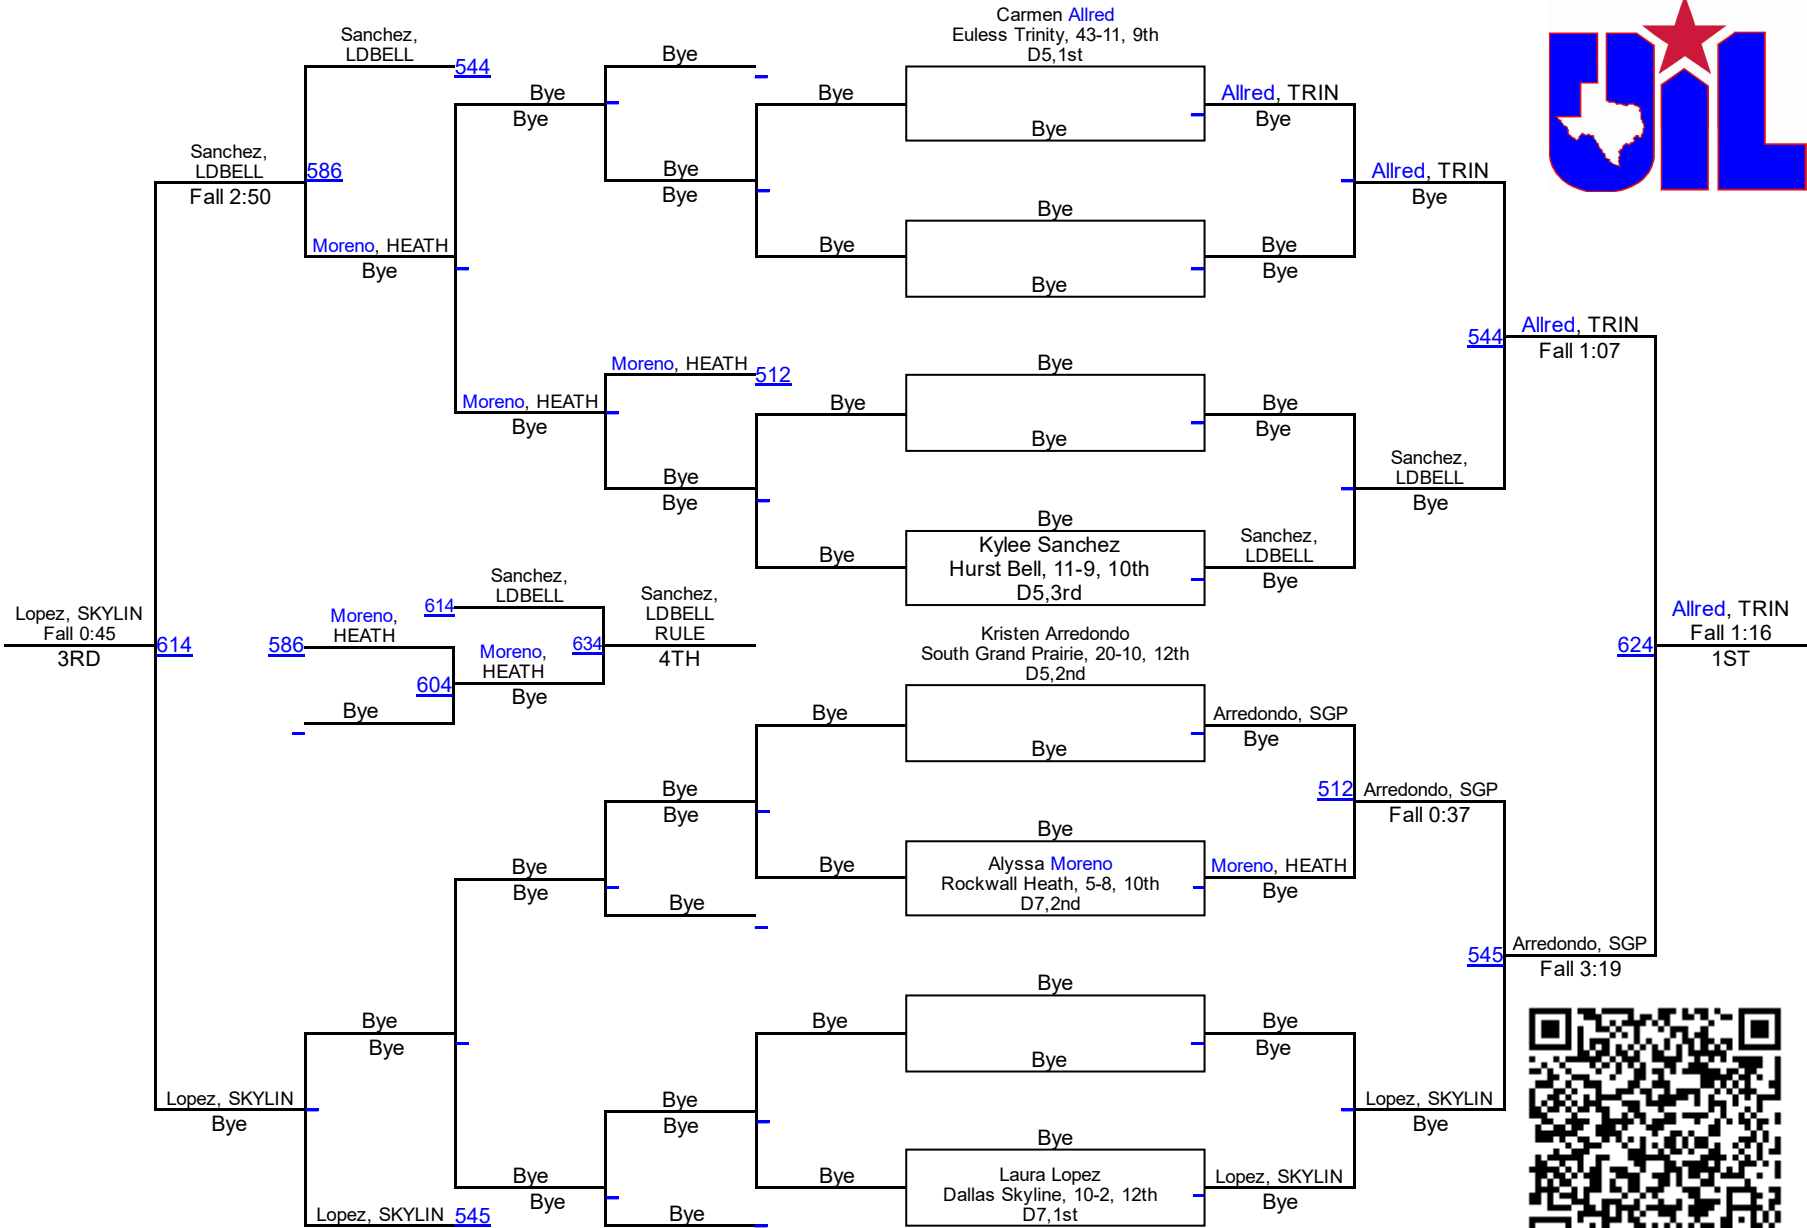 Carmen Allred
Euless Trinity, 43-11, 9th
D5,1st
UIL
Sanchez,
LDBELL
544
Bye
Bye
Bye
Bye
Allred, TRIN
Bye
Bye
Bye
Sanchez,
LDBELL
586
Fall 2:50
Bye
Bye
Allred, TRIN
Bye
Bye
Moreno, HEATH
Bye
Bye
Bye
Bye
Bye
Bye
544
Allred, TRIN
Fall 1:07
Moreno, HEATH
512
Bye
Moreno, HEATH
Bye
Bye
Bye
Bye
Bye
Bye
Bye
Sanchez,
LDBELL
Bye
Bye
Bye
Kylee Sanchez
Hurst Bell, 11-9, 10th
D5,3rd
Sanchez,
LDBELL
Bye
Lopez, SKYLIN
Fall 0:45
3RD
614
586
Moreno,
HEATH
614
Sanchez,
LDBELL
Moreno,
HEATH
Bye
604
Bye
634
Sanchez,
LDBELL
RULE
4TH
Kristen Arredondo
South Grand Prairie, 20-10, 12th
D5,2nd
624
Allred, TRIN
Fall 1:16
1ST
Bye
Bye
Arredondo, SGP
Bye
Bye
Bye
512
Arredondo, SGP
Fall 0:37
Bye
Bye
Bye
Bye
Alyssa Moreno
Rockwall Heath, 5-8, 10th
D7,2nd
Moreno, HEATH
Bye
Bye
545
Arredondo, SGP
Fall 3:19
Bye
Bye
Bye
Bye
Bye
Bye
Bye
Bye
Lopez, SKYLIN
Bye
Bye
Bye
Lopez, SKYLIN
Bye
Bye
Bye
Bye
Bye
Laura Lopez
Dallas Skyline, 10-2, 12th
D7,1st
Lopez, SKYLIN
Bye
Lopez, SKYLIN
545
Bye